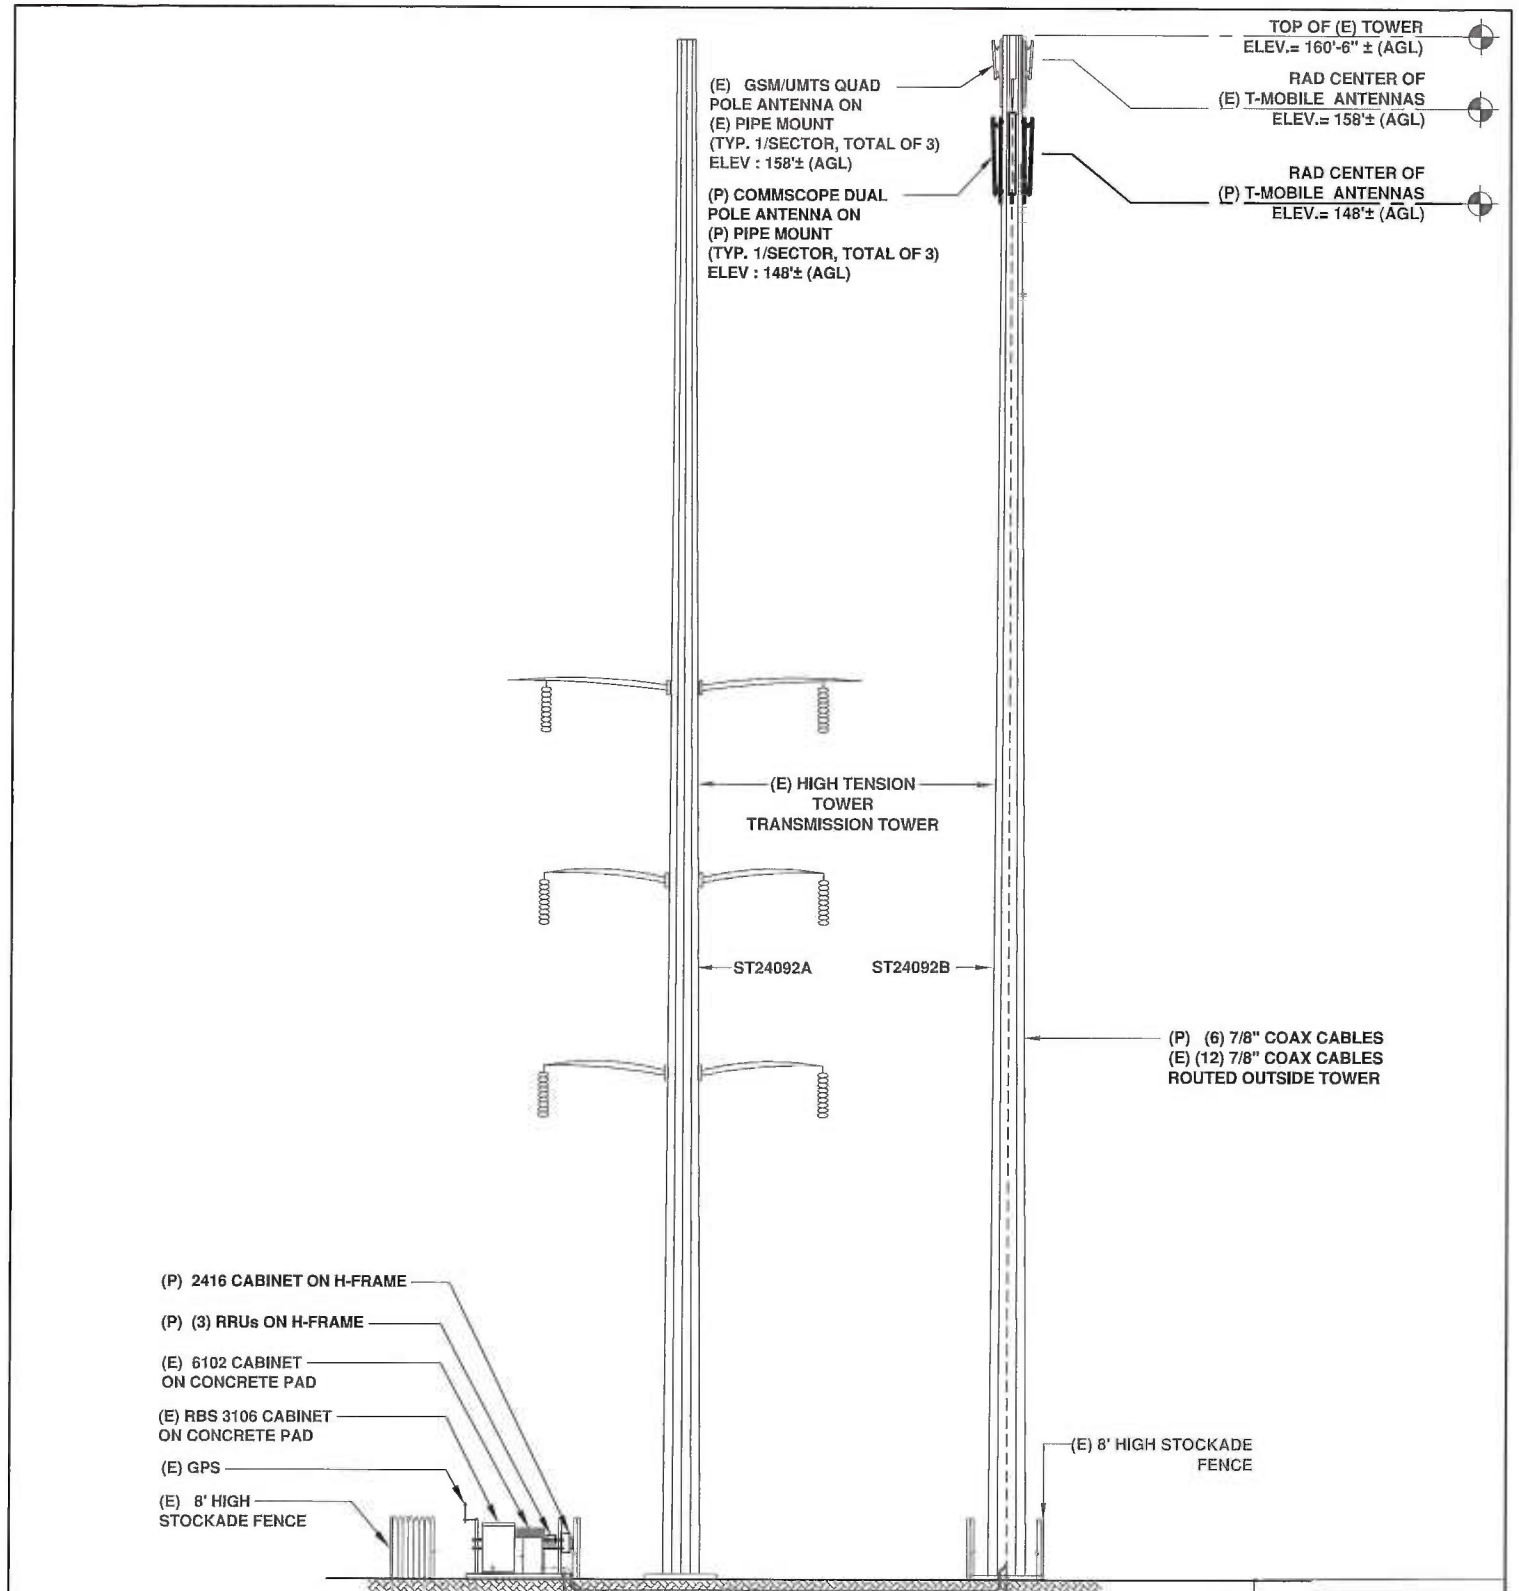 TOP OF (E) TOWER
ELEV.= 160'-6" ± (AGL)
RAD CENTER OF
(E) T-MOBILE ANTENNAS
ELEV.= 158'± (AGL)
RAD CENTER OF
(P) T-MOBILE ANTENNAS
ELEV.= 148'± (AGL)
(E) GSM/UMTS QUAD
POLE ANTENNA ON
(E) PIPE MOUNT
(TYP. 1/SECTOR, TOTAL OF 3)
ELEV : 158'± (AGL)
(P) COMMSCOPE DUAL
POLE ANTENNA ON
(P) PIPE MOUNT
(TYP. 1/SECTOR, TOTAL OF 3)
ELEV : 148'± (AGL)
(E) HIGH TENSION
TOWER
TRANSMISSION TOWER
ST24092A
ST24092B
(P) (6) 7/8" COAX CABLES
(E) (12) 7/8" COAX CABLES
ROUTED OUTSIDE TOWER
(P) 2416 CABINET ON H-FRAME
(P) (3) RRUs ON H-FRAME
(E) 6102 CABINET
ON CONCRETE PAD
(E) RBS 3106 CABINET
ON CONCRETE PAD
(E) GPS
(E) 8' HIGH
STOCKADE FENCE
(E) 8' HIGH STOCKADE
FENCE